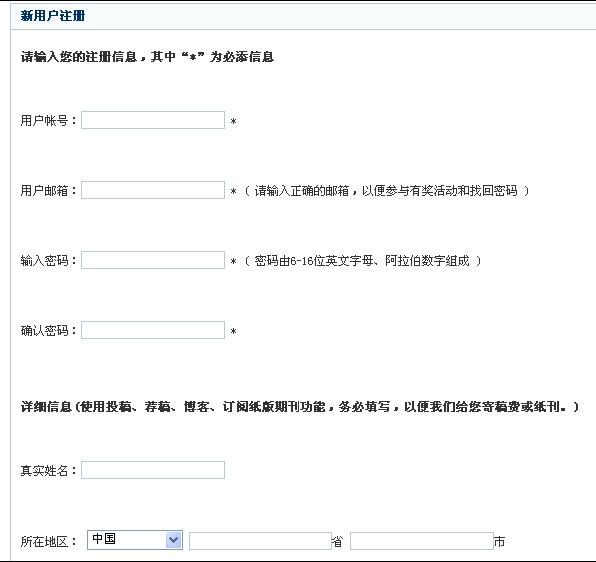 新用户注册
请输入您的注册信息，其中“*”为必添信息
用户帐号： *
用户邮箱： * （ 请输入正确的邮箱，以便参与有奖活动和找回密码 ）
输入密码： * （ 密码由6-16位英文字母、阿拉伯数字组成 ）
确认密码： *
详细信息(使用投稿、荐稿、博客、订阅纸版期刊功能，务必填写，以便我们给您寄稿费或纸刊。)
真实姓名：
所在地区： 中国 省 市